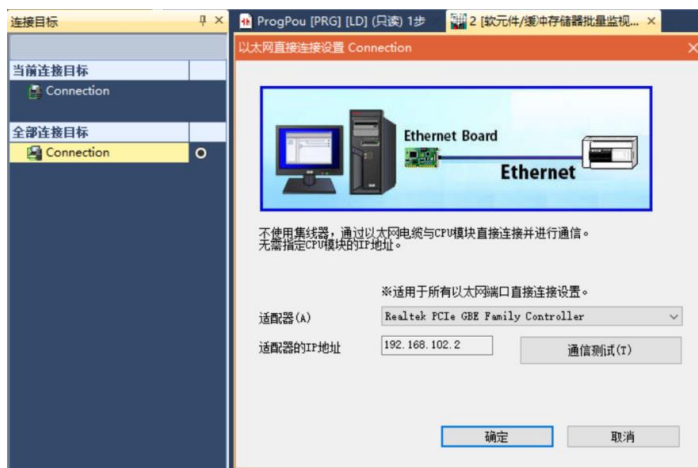 连接目标
ProgPou [PRG] [LD] (只读) 1步
2 [软元件/缓冲存储器批量监视...
以太网直接连接设置 Connection
当前连接目标
Connection
全部连接目标
Connection
Ethernet Board
Ethernet
不使用集线器，通过以太网电缆与CPU模块直接连接并进行通信。
无需指定CPU模块的IP地址。
※适用于所有以太网端口直接连接设置。
适配器(A)
Realtek PCIe GBE Family Controller
适配器的IP地址
192.168.102.2
通信测试(T)
确定
取消